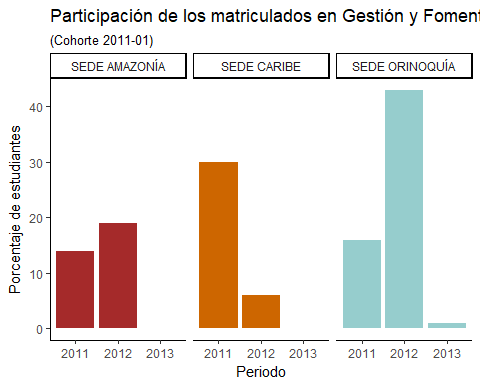 Participación de los matriculados en Gestión y Foment
(Cohorte 2011-01)
SEDE AMAZONÍA SEDE CARIBE SEDE ORINOQUÍA
Porcentaje de estudiantes
40
30
20
10
0
2011 2012 2013 2011 2012 2013 2011 2012 2013
Periodo